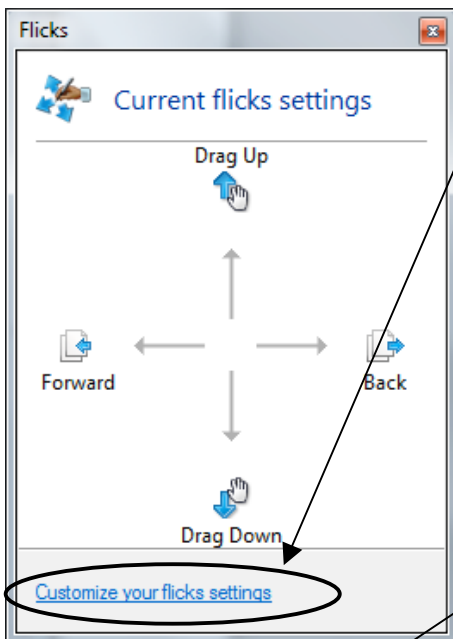 Flicks
Current flicks settings
Drag Up
Forward
Back
Drag Down
Customize your flicks settings